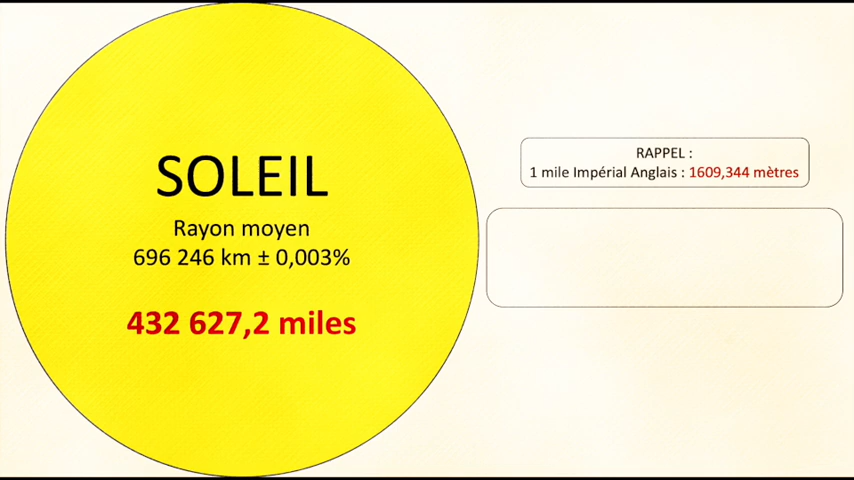 SOLEIL
Rayon moyen
696 246 km ± 0,003%
432 627,2 miles
RAPPEL :
1 mile Impérial Anglais : 1609,344 mètres